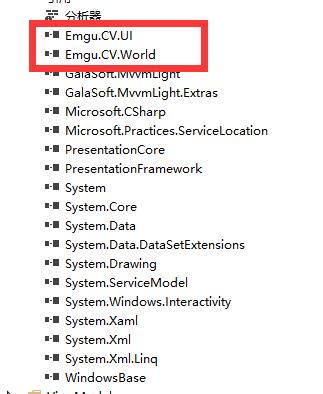 引用
分析器
Emgu.CV.UI
Emgu.CV.World
GalaSoft.MvvmLight
GalaSoft.MvvmLight.Extras
Microsoft.CSharp
Microsoft.Practices.ServiceLocation
PresentationCore
PresentationFramework
System
System.Core
System.Data
System.Data.DataSetExtensions
System.Drawing
System.ServiceModel
System.Windows.Interactivity
System.Xaml
System.Xml
System.Xml.Linq
WindowsBase